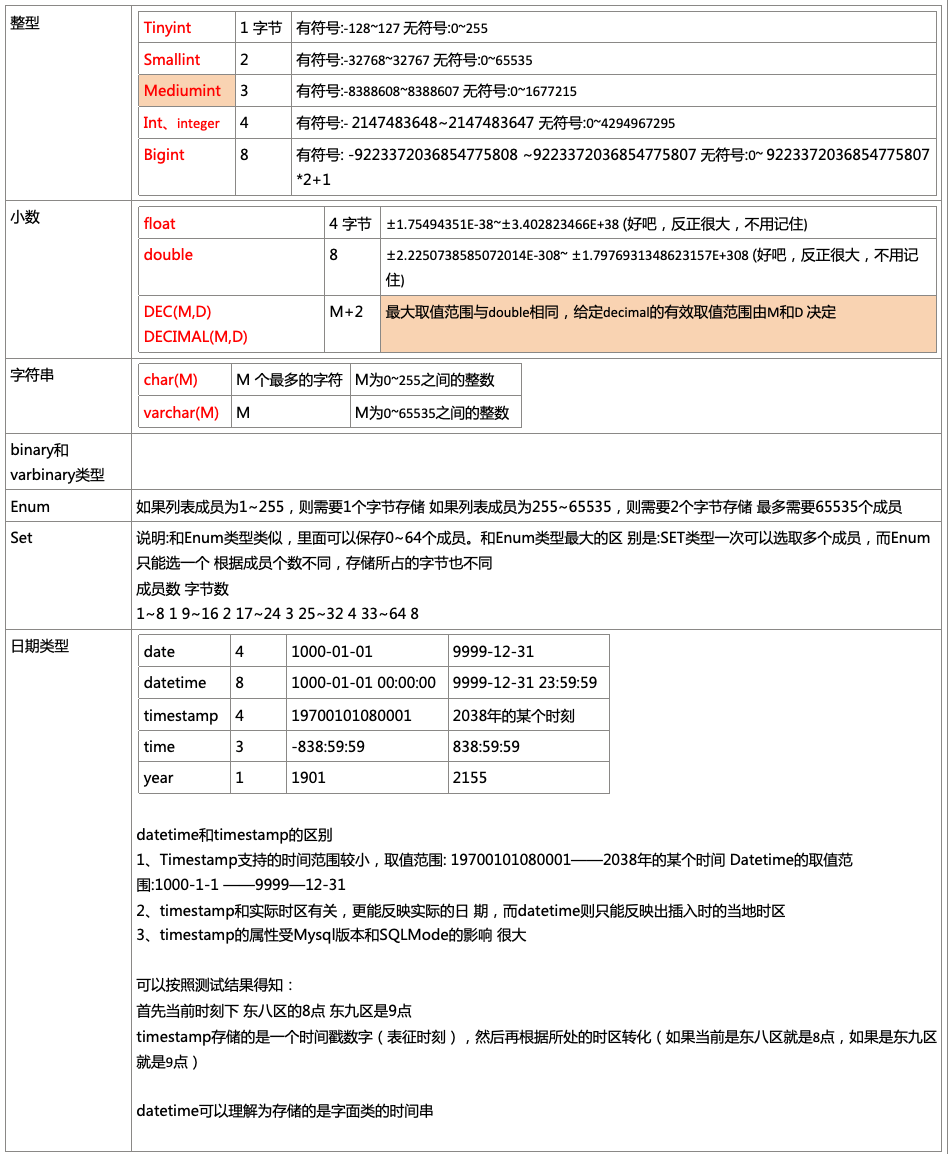 整型
Tinyint 1 字节 有符号:-128~127 无符号:0~255
Smallint 2 有符号:-32768~32767 无符号:0~65535
Mediumint 3 有符号:-8388608~8388607 无符号:0~1677215
Int、integer 4 有符号:- 2147483648~2147483647 无符号:0~4294967295
Bigint 8 有符号: -9223372036854775808 ~9223372036854775807 无符号:0~ 9223372036854775807
*2+1
小数
float 4 字节 ±1.75494351E-38~±3.402823466E+38 (好吧，反正很大，不用记住)
double 8 ±2.2250738585072014E-308~ ±1.7976931348623157E+308 (好吧，反正很大，不用记
住)
DEC(M,D) M+2 最大取值范围与double相同，给定decimal的有效取值范围由M和D 决定
DECIMAL(M,D)
字符串
char(M) M 个最多的字符 M为0~255之间的整数
varchar(M) M M为0~65535之间的整数
binary和
varbinary类型
Enum 如果列表成员为1~255，则需要1个字节存储 如果列表成员为255~65535，则需要2个字节存储 最多需要65535个成员
Set 说明:和Enum类型类似，里面可以保存0~64个成员。和Enum类型最大的区 别是:SET类型一次可以选取多个成员，而Enum
只能选一个 根据成员个数不同，存储所占的字节也不同
成员数 字节数
1~8 1 9~16 2 17~24 3 25~32 4 33~64 8
日期类型
date 4 1000-01-01 9999-12-31
datetime 8 1000-01-01 00:00:00 9999-12-31 23:59:59
timestamp 4 19700101080001 2038年的某个时刻
time 3 -838:59:59 838:59:59
year 1 1901 2155
datetime和timestamp的区别
1、Timestamp支持的时间范围较小，取值范围: 19700101080001——2038年的某个时间 Datetime的取值范
围:1000-1-1 ——9999—12-31
2、timestamp和实际时区有关，更能反映实际的日 期，而datetime则只能反映出插入时的当地时区
3、timestamp的属性受Mysql版本和SQLMode的影响 很大
可以按照测试结果得知：
首先当前时刻下 东八区的8点 东九区是9点
timestamp存储的是一个时间戳数字（表征时刻），然后再根据所处的时区转化（如果当前是东八区就是8点，如果是东九区
就是9点）
datetime可以理解为存储的是字面类的时间串